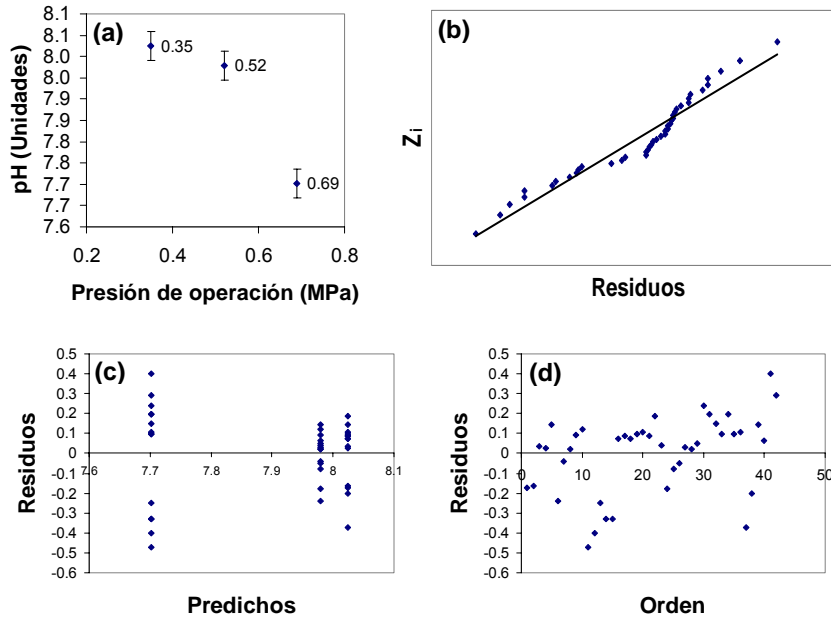 (a)
8.1
8.1
8.0
8.0
7.9
7.9
7.8
7.8
7.7
7.7
7.6
pH (Unidades)
0.35
0.52
0.69
0.2 0.4 0.6 0.8
Presión de operación (MPa)
(b)
Zi
Residuos
(c)
0.5
0.4
0.3
0.2
0.1
0
-0.1
-0.2
-0.3
-0.4
-0.5
-0.6
Residuos
7.6 7.7 7.8 7.9 8 8.1
Predichos
(d)
0.5
0.4
0.3
0.2
0.1
0
-0.1
-0.2
-0.3
-0.4
-0.5
-0.6
Residuos
0 10 20 30 40 50
Orden